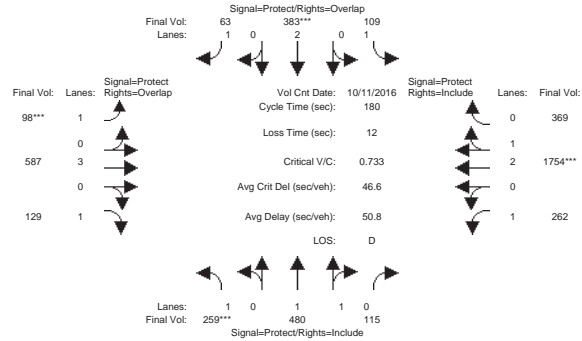 Signal=Protect/Rights=Overlap
Final Vol: 63 383*** 109
Lanes: 1 0 2 0 1
Signal=Protect Signal=Protect
Final Vol: Lanes: Rights=Overlap Vol Cnt Date: 10/11/2016 Rights=Include Lanes: Final Vol:
Cycle Time (sec): 180
98*** 1 0 369
Loss Time (sec): 12
0 1
587 3 Critical V/C: 0.733 2 1754***
0 Avg Crit Del (sec/veh): 46.6 0
129 1 Avg Delay (sec/veh): 50.8 1 262
LOS: D
Lanes: 1 0 1 1 0
Final Vol: 259*** 480 115
Signal=Protect/Rights=Include